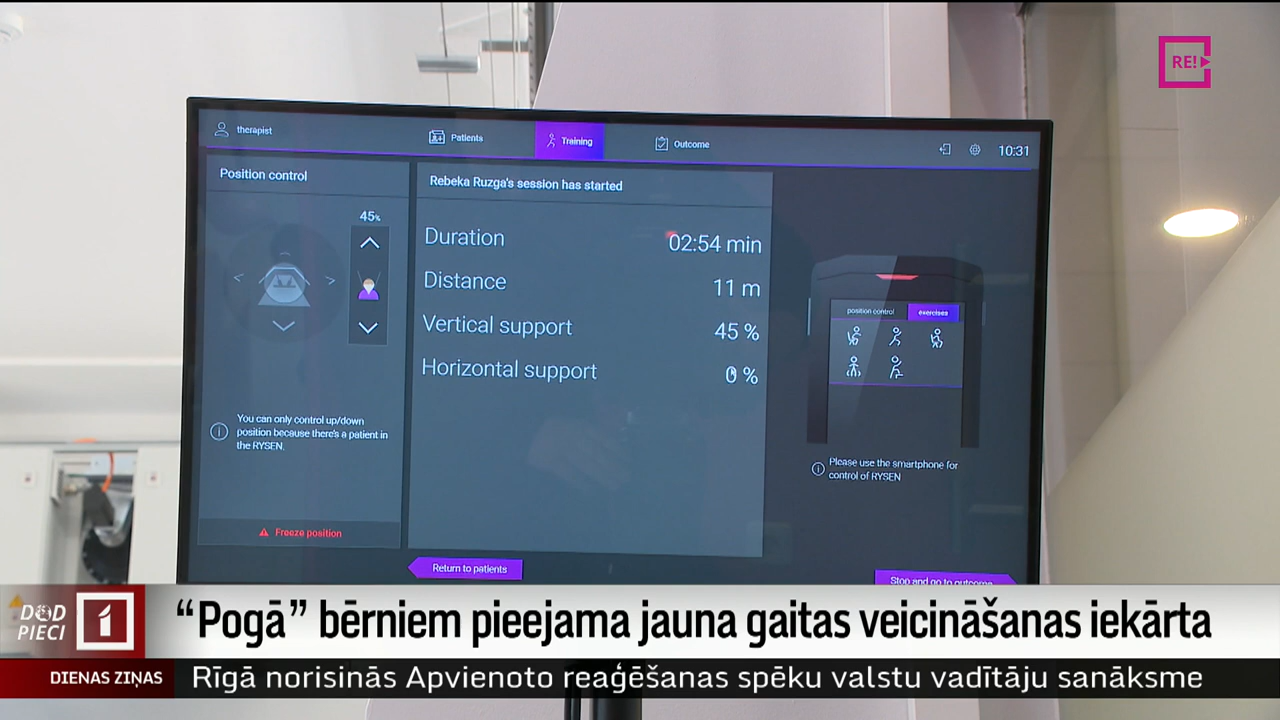 RE!
therapist
Patients
Training
Outcome
10:31
Position control
45%
You can only control up/down
position because there's a patient in
the RYSEN.
Freeze position
Rebeka Ruzga's session has started
Duration 02:54 min
Distance 11 m
Vertical support 45 %
Horizontal support 0 %
position control
exercises
Please use the smartphone for
control of RYSEN
Return to patients
Stop and go to outcome
DOD
PIECI
1
“Pogā” bērniem pieejama jauna gaitas veicināšanas iekārta
DIENAS ZIŅAS
Rīgā norisinās Apvienoto reaģēšanas spēku valstu vadītāju sanāksme